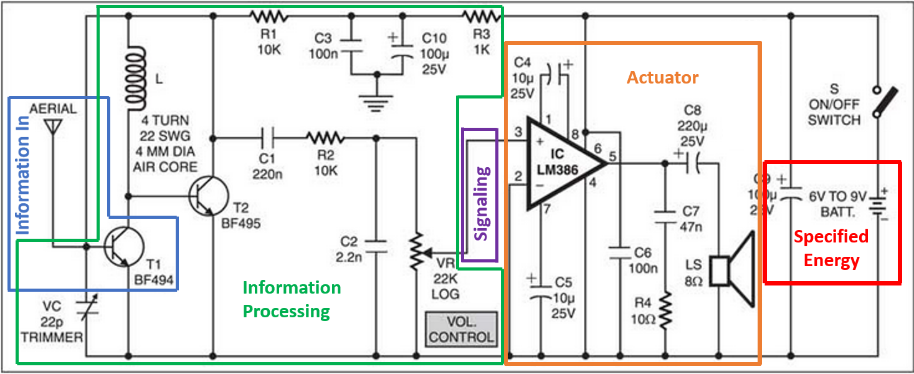 AERIAL
Information In
L
4 TURN
22 SWG
4 MM DIA
AIR CORE
T1
BF494
VC
22p
TRIMMER
T2
BF495
R1
10K
C3
100n
+
C10
100µ
25V
R3
1K
C1
220n
R2
10K
C2
2.2n
VR
22K
LOG
VOL.
CONTROL
Information
Processing
Signaling
Actuator
C4
10µ
25V
+
1
8
3
+
IC
LM386
6
5
2
−
4
7
+
C5
10µ
25V
C6
100n
C8
220µ
25V
+
C7
47n
R4
10Ω
LS
8Ω
S
ON/OFF
SWITCH
C9
100µ
25V
+
6V TO 9V
BATT.
+
−
Specified
Energy